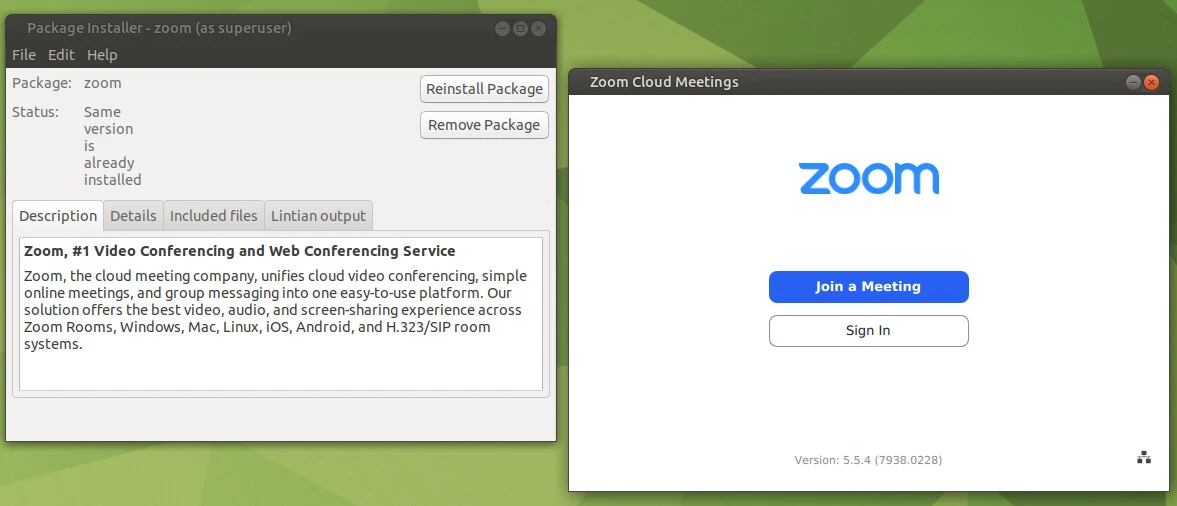 Package Installer - zoom (as superuser)
File Edit Help
Package: zoom
Reinstall Package
Status: Same
version
is
already
installed
Remove Package
Description Details Included files Lintian output
Zoom, #1 Video Conferencing and Web Conferencing Service
Zoom, the cloud meeting company, unifies cloud video conferencing, simple
online meetings, and group messaging into one easy-to-use platform. Our
solution offers the best video, audio, and screen-sharing experience across
Zoom Rooms, Windows, Mac, Linux, iOS, Android, and H.323/SIP room
systems.
Zoom Cloud Meetings
zoom
Join a Meeting
Sign In
Version: 5.5.4 (7938.0228)